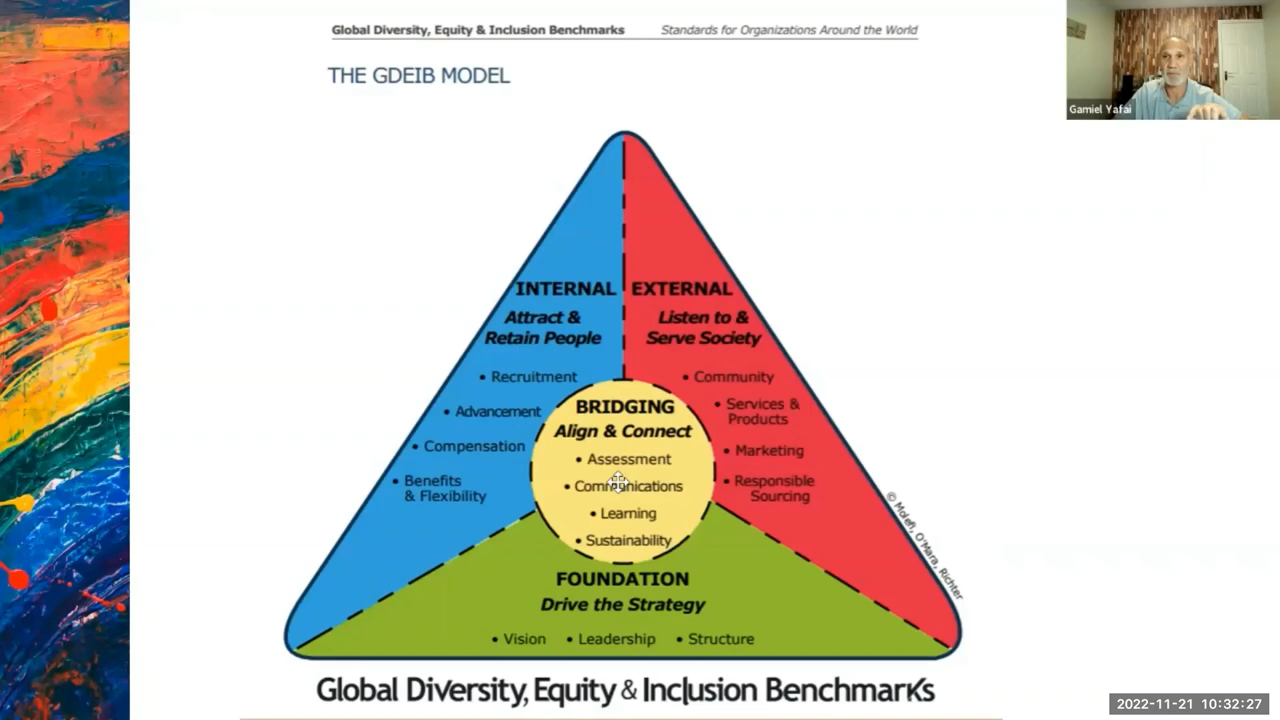 Global Diversity, Equity & Inclusion Benchmarks Standards for Organizations Around the World
THE GDEIB MODEL
Gamiel Yafai
INTERNAL
Attract &
Retain People
• Recruitment
• Advancement
• Compensation
• Benefits
& Flexibility
EXTERNAL
Listen to &
Serve Society
• Community
• Services &
Products
• Marketing
• Responsible
Sourcing
BRIDGING
Align & Connect
• Assessment
• Communications
• Learning
• Sustainability
© Molefi, O'Mara, Richter
FOUNDATION
Drive the Strategy
• Vision • Leadership • Structure
Global Diversity, Equity & Inclusion Benchmarks
2022-11-21 10:32:27